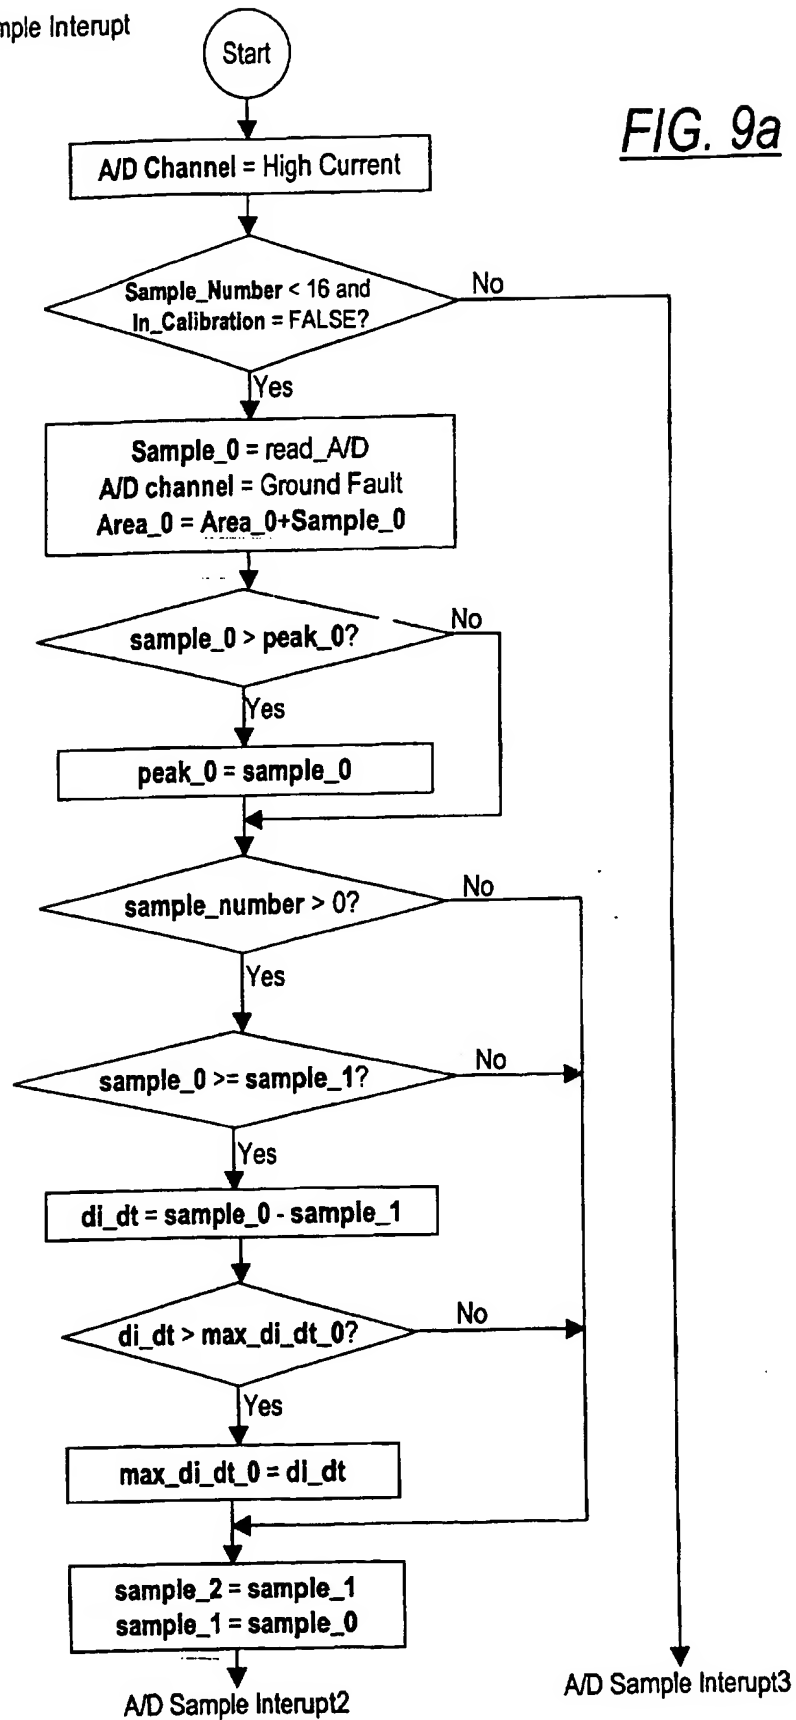 Sample Interupt
Start
FIG. 9a
A/D Channel = High Current
Sample_Number < 16 and
In_Calibration = FALSE?
No
Yes
Sample_0 = read_A/D
A/D channel = Ground Fault
Area_0 = Area_0+Sample_0
sample_0 > peak_0?
No
Yes
peak_0 = sample_0
sample_number > 0?
No
Yes
sample_0 >= sample_1?
No
Yes
di_dt = sample_0 - sample_1
di_dt > max_di_dt_0?
No
Yes
max_di_dt_0 = di_dt
sample_2 = sample_1
sample_1 = sample_0
A/D Sample Interupt2
A/D Sample Interupt3